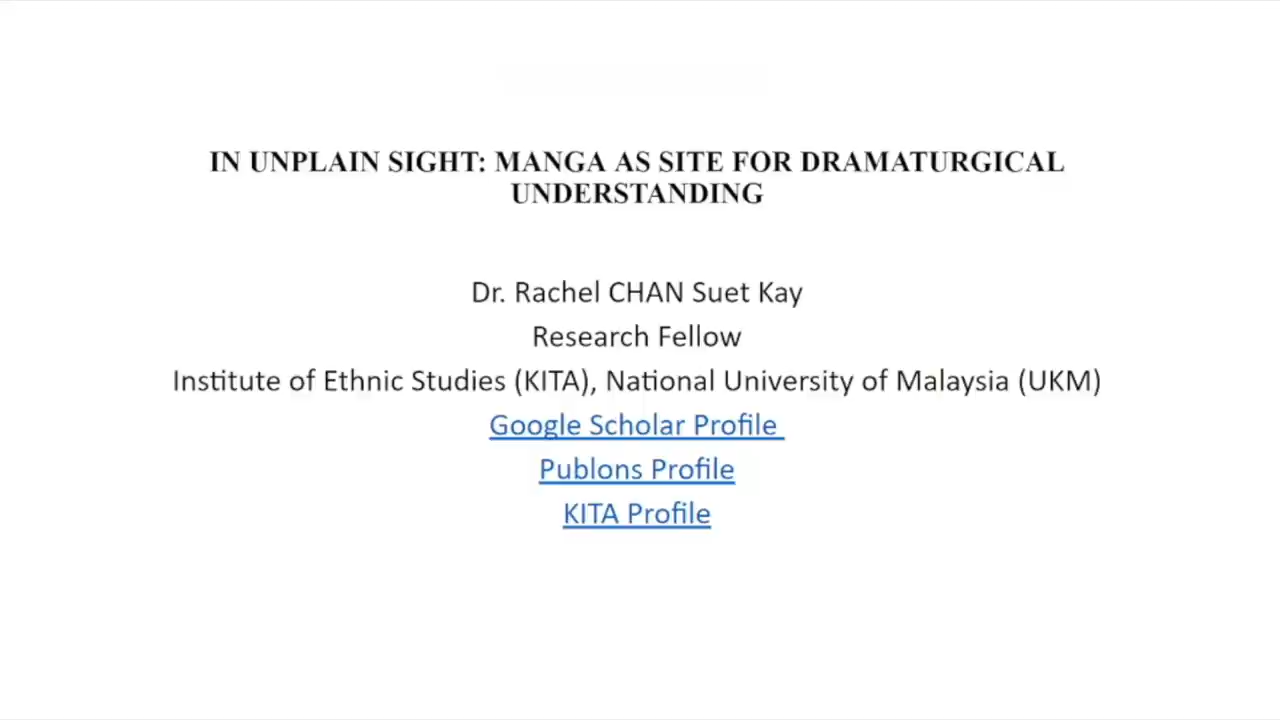 IN UNPLAIN SIGHT: MANGA AS SITE FOR DRAMATURGICAL
UNDERSTANDING
Dr. Rachel CHAN Suet Kay
Research Fellow
Institute of Ethnic Studies (KITA), National University of Malaysia (UKM)
Google Scholar Profile
Publons Profile
KITA Profile